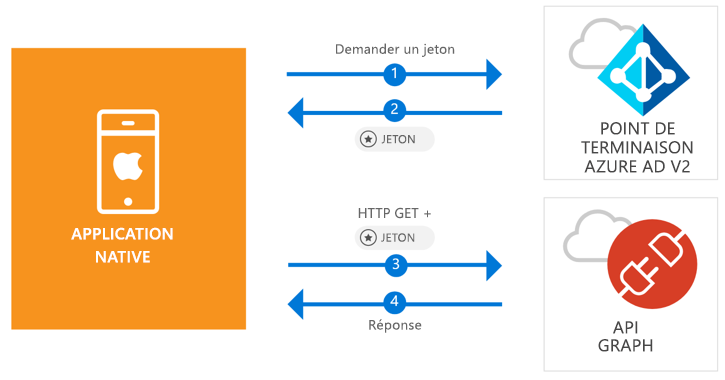 Demander un jeton
1
2
JETON
POINT DE
TERMINAISON
AZURE AD V2
APPLICATION
NATIVE
HTTP GET +
JETON
3
4
Réponse
API
GRAPH